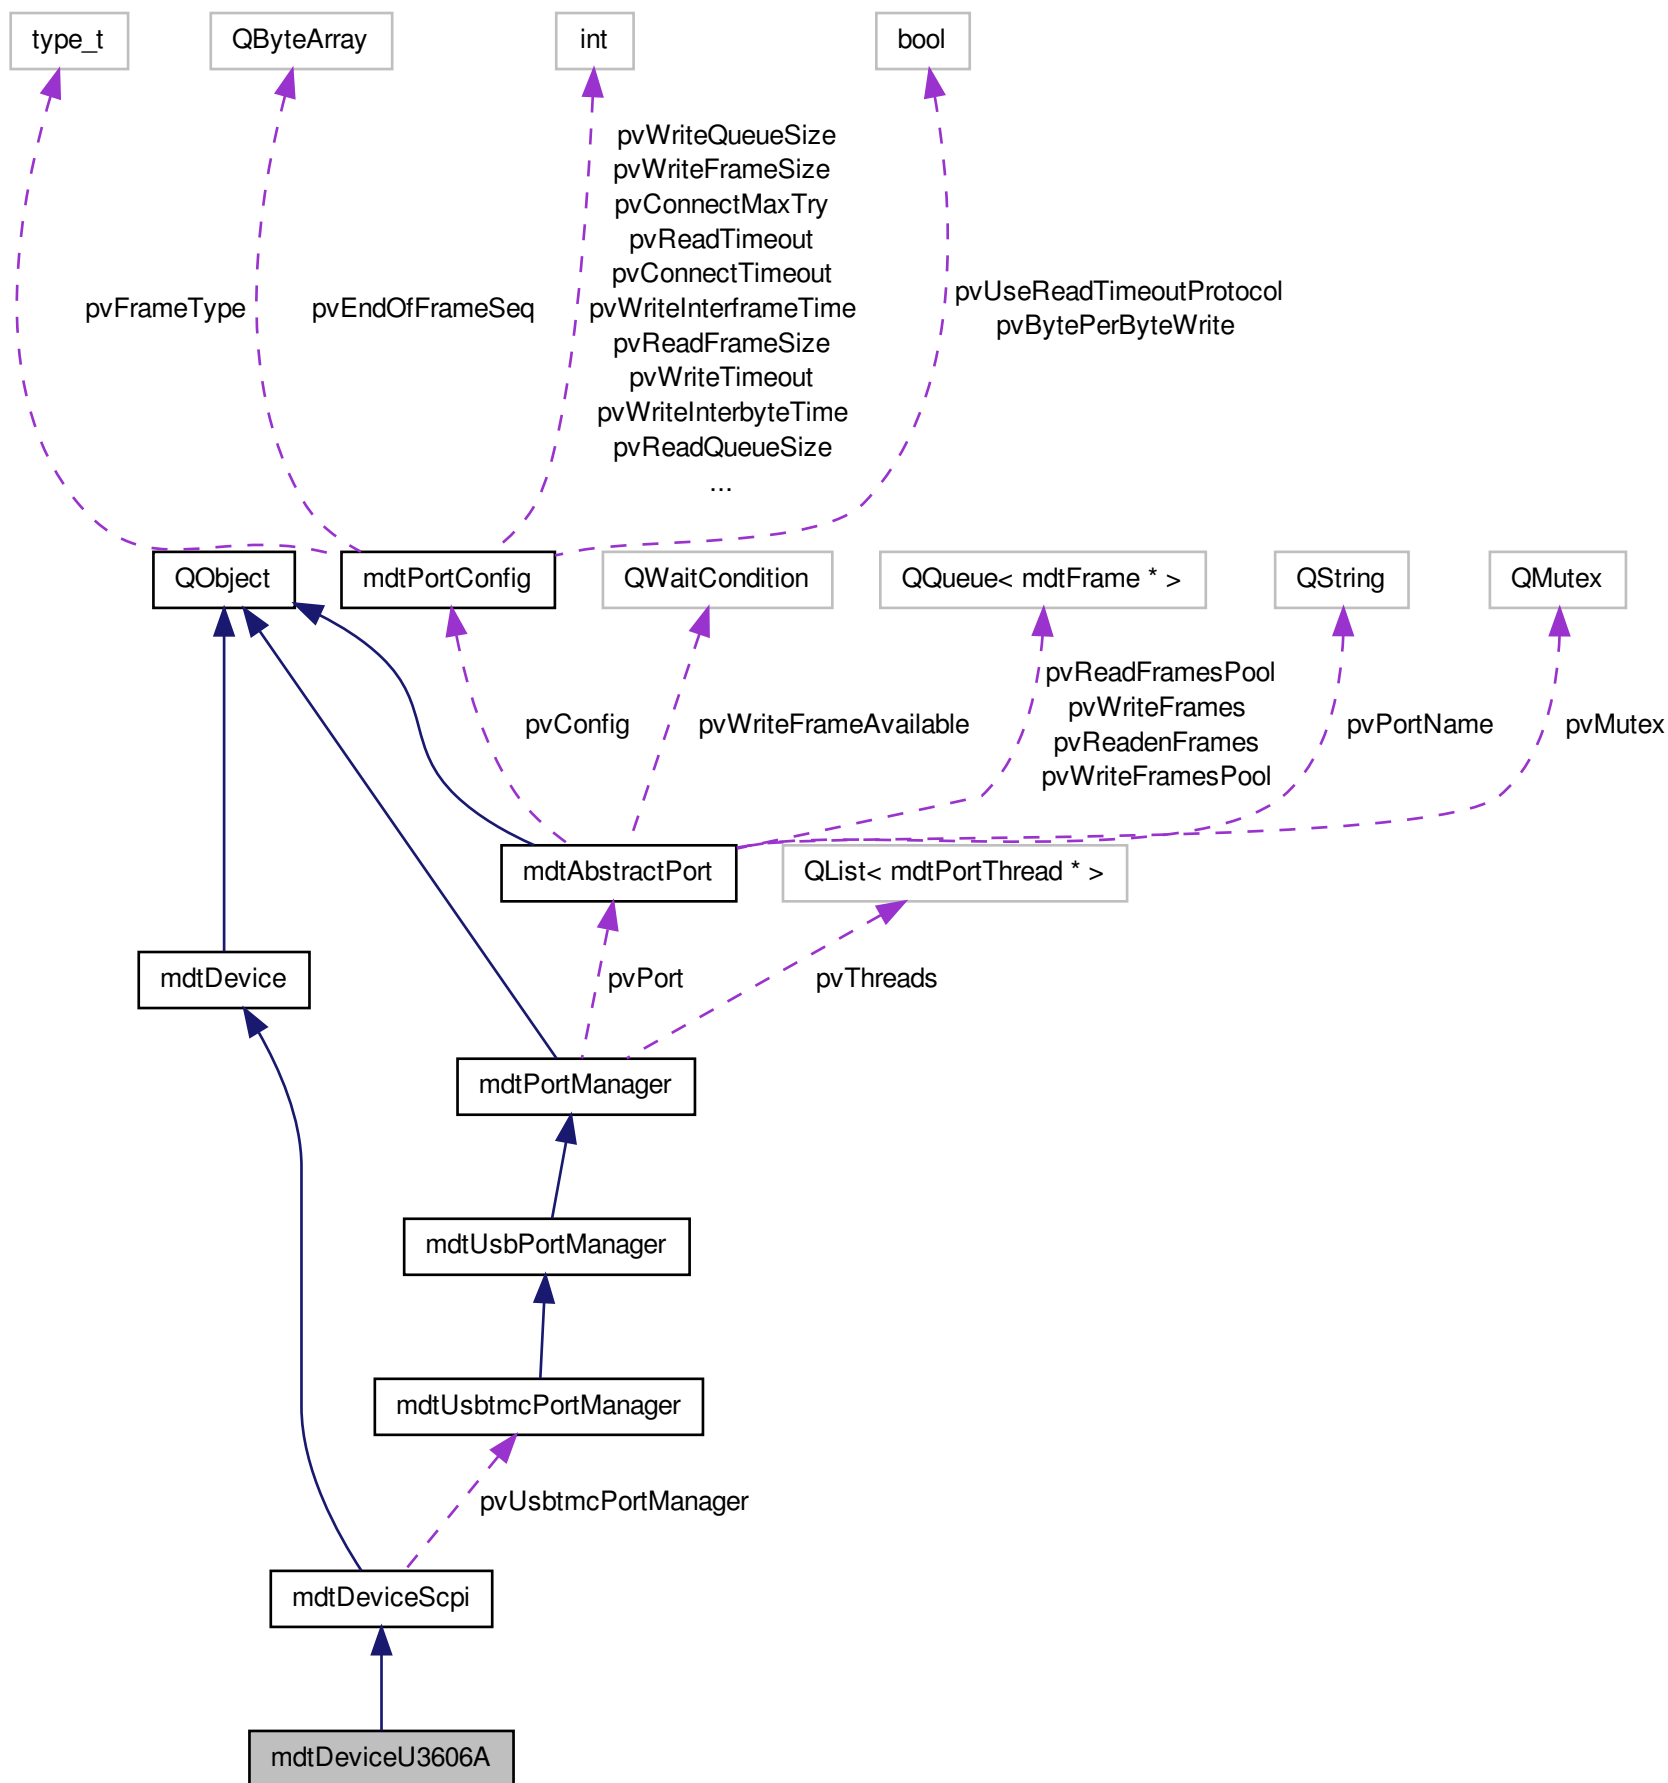 type_t
QByteArray
int
bool
pvWriteQueueSize
pvWriteFrameSize
pvConnectMaxTry
pvReadTimeout
pvConnectTimeout
pvWriteInterframeTime
pvReadFrameSize
pvWriteTimeout
pvWriteInterbyteTime
pvReadQueueSize
...
pvFrameType
pvEndOfFrameSeq
pvUseReadTimeoutProtocol
pvBytePerByteWrite
QObject
mdtPortConfig
QWaitCondition
QQueue< mdtFrame * >
QString
QMutex
pvConfig
pvWriteFrameAvailable
pvReadFramesPool
pvWriteFrames
pvReadenFrames
pvWriteFramesPool
pvPortName
pvMutex
mdtAbstractPort
QList< mdtPortThread * >
mdtDevice
pvPort
pvThreads
mdtPortManager
mdtUsbPortManager
mdtUsbtmcPortManager
pvUsbtmcPortManager
mdtDeviceScpi
mdtDeviceU3606A